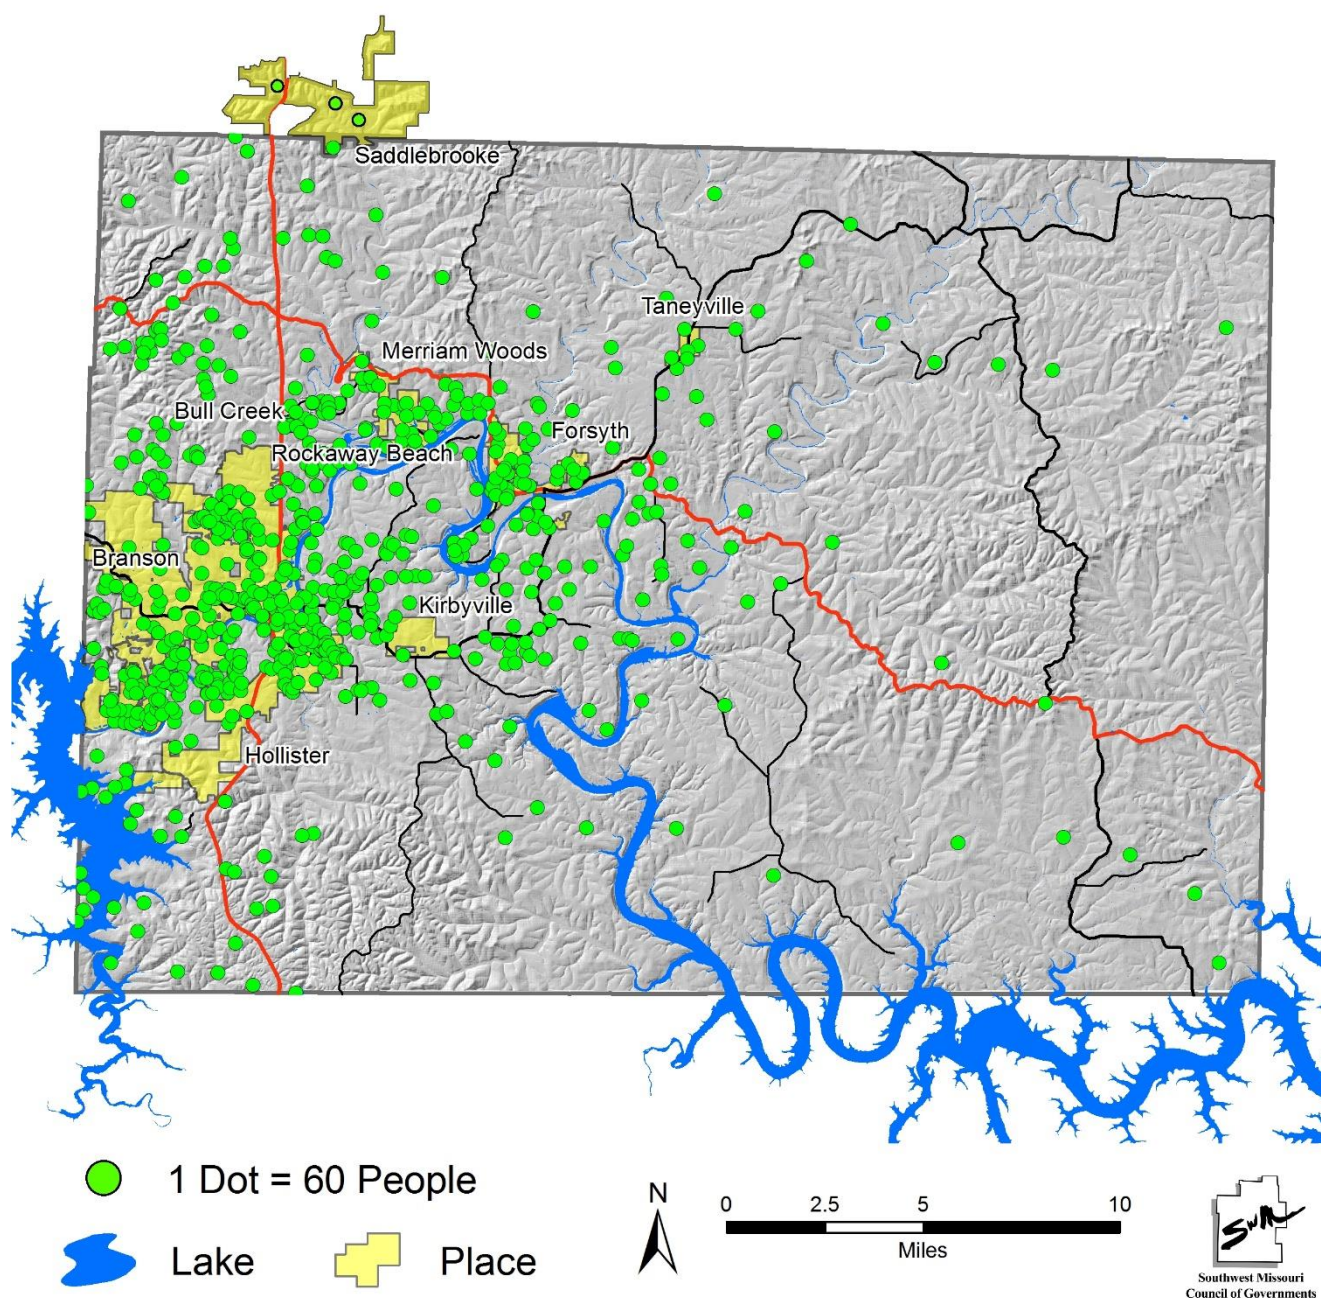 Saddlebrooke
Taneyville
Merriam Woods
Bull Creek
Forsyth
Rockaway Beach
Branson
Kirbyville
Hollister
1 Dot = 60 People
Lake
Place
N
0 2.5 5 10
Miles
SWM
Southwest Missouri
Council of Governments